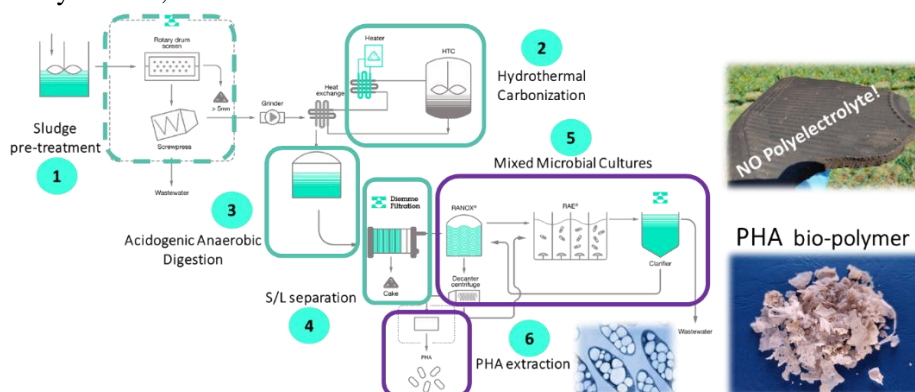 Rotary drum
screen
> 5mm
Screwpress
Wastewater
Sludge
pre-treatment
1
Grinder
Heat
exchange
Heater
HTC
2
Hydrothermal
Carbonization
5
Mixed Microbial Cultures
3
Acidogenic Anaerobic
Digestion
Diemme
Filtration
Cake
S/L separation
4
RANOX®
RAE®
Clarifier
Decanter
centrifuge
Wastewater
PHA
6
PHA extraction
NO Polyelectrolyte!
PHA bio-polymer